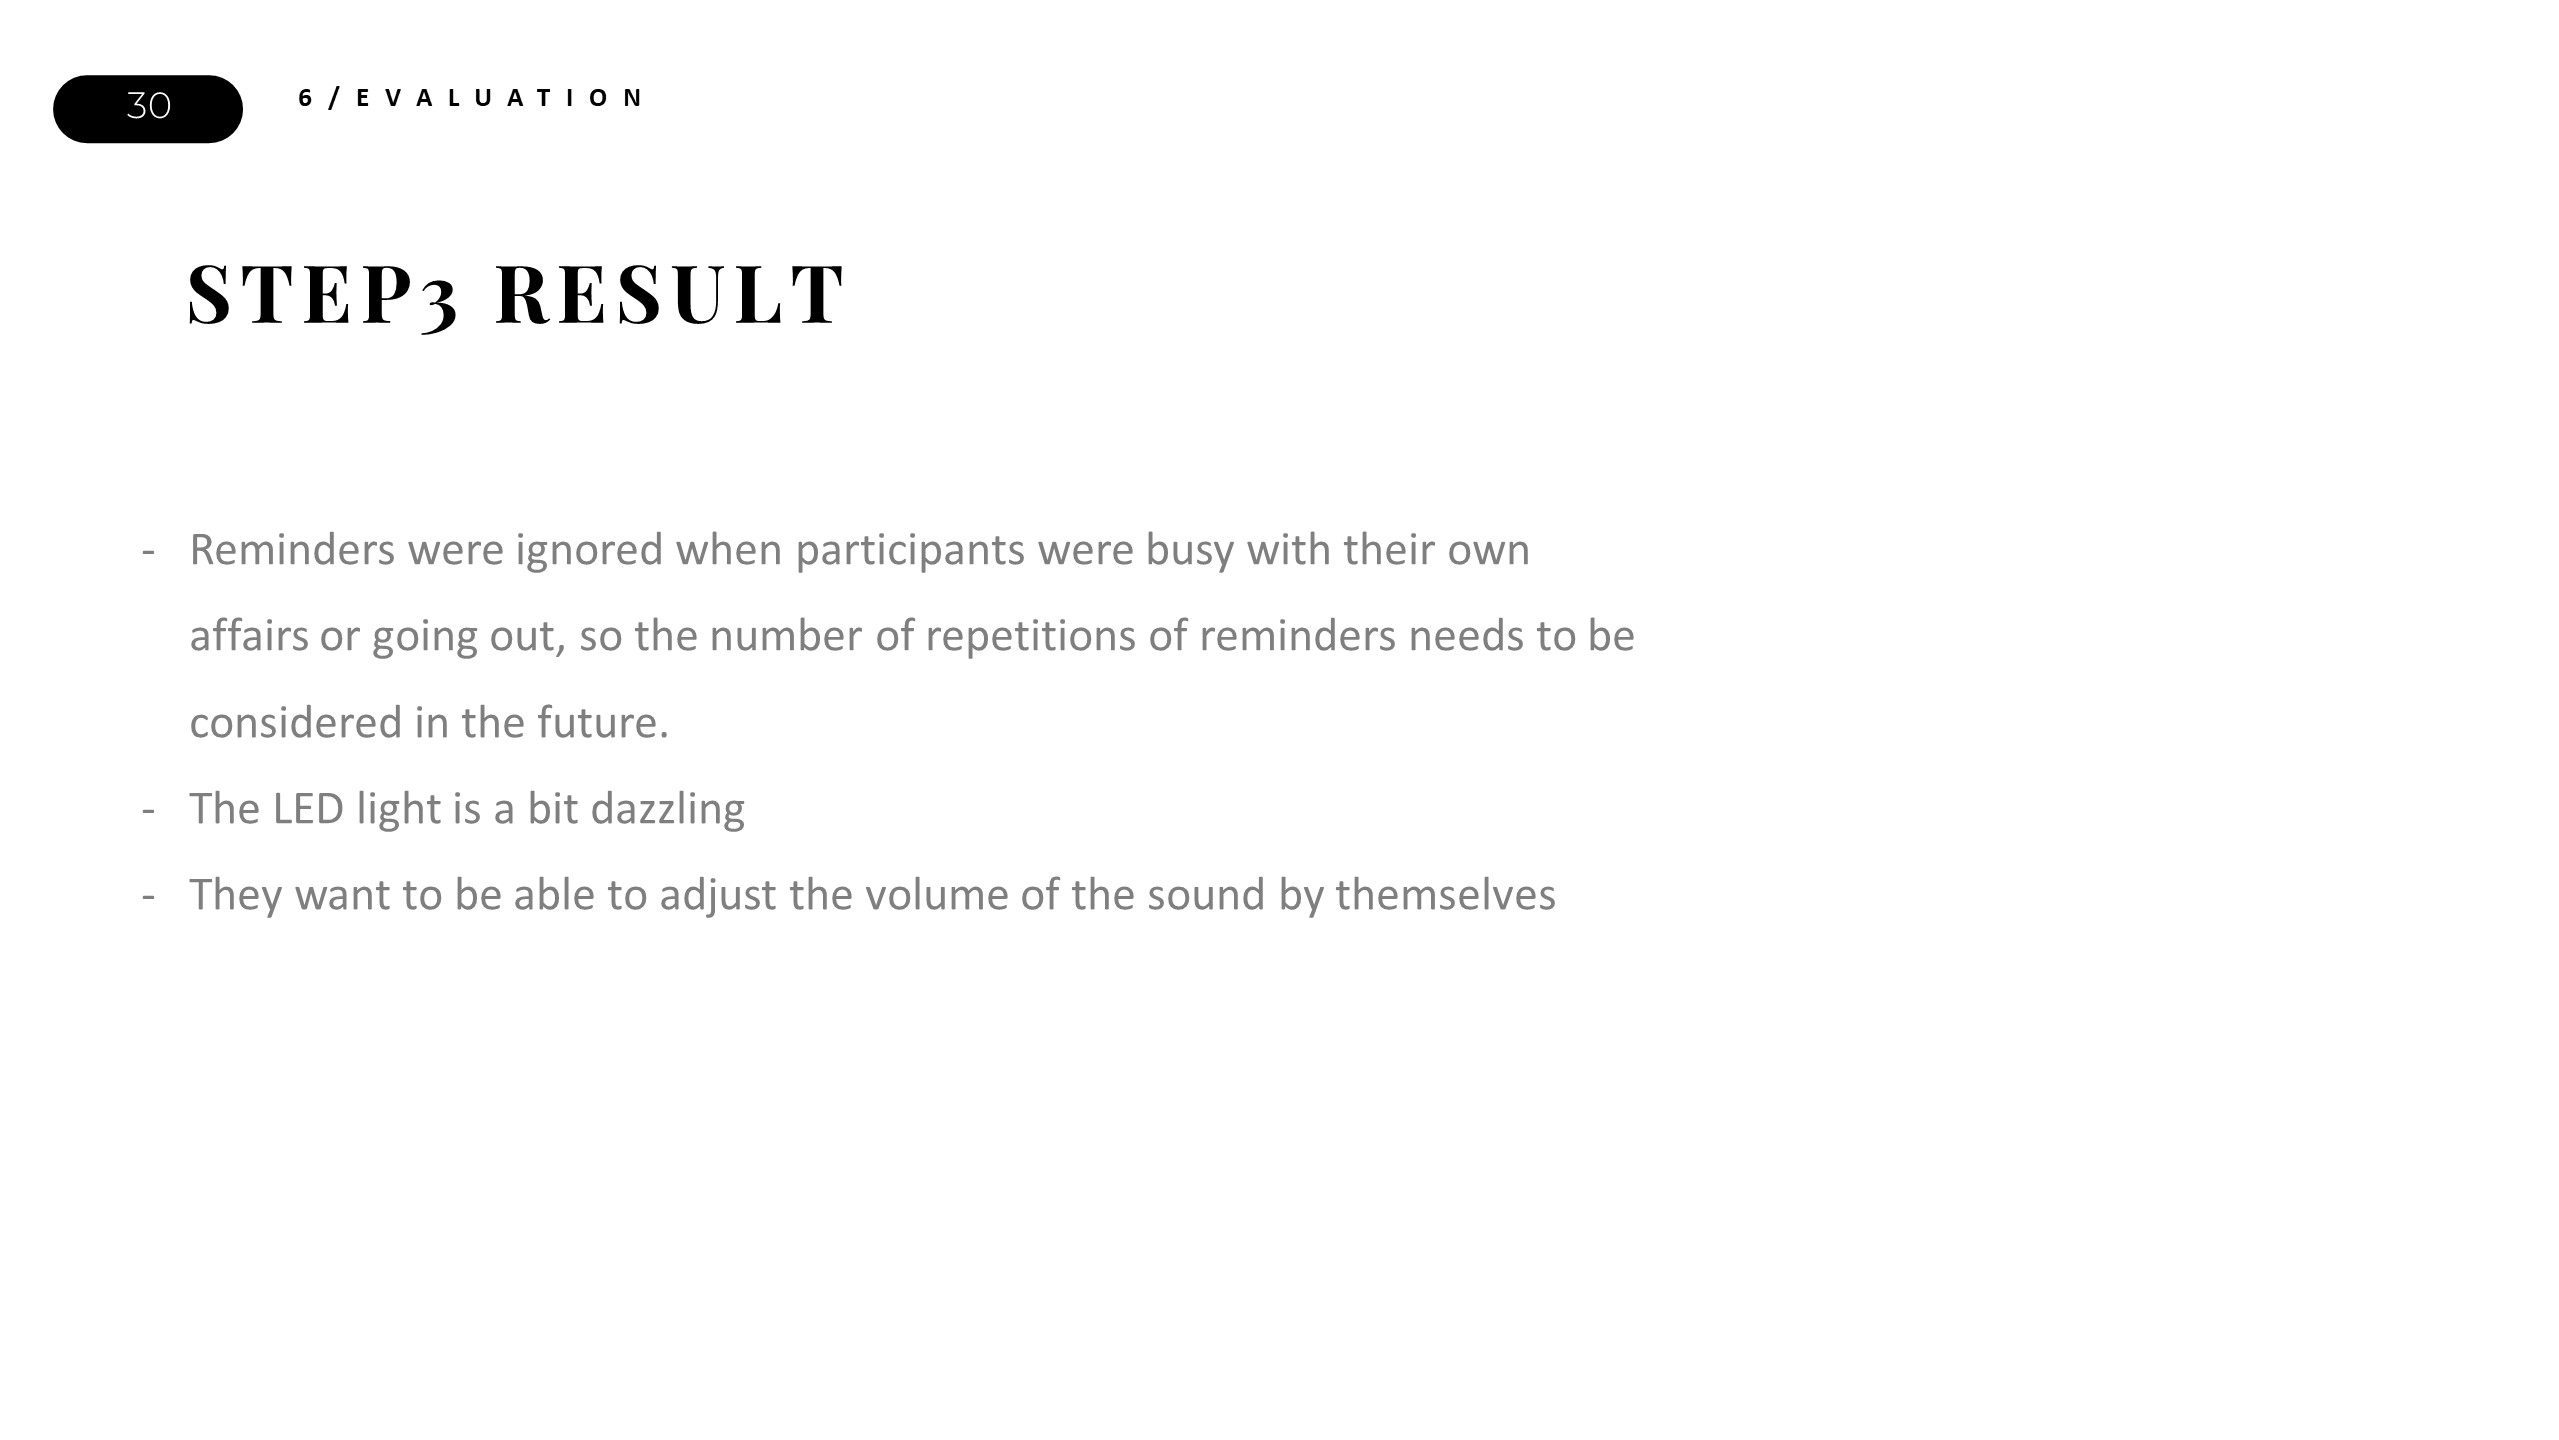 30
6/EVALUATION
STEP3 RESULT
- Reminders were ignored when participants were busy with their own
affairs or going out, so the number of repetitions of reminders needs to be
considered in the future.
- The LED light is a bit dazzling
- They want to be able to adjust the volume of the sound by themselves